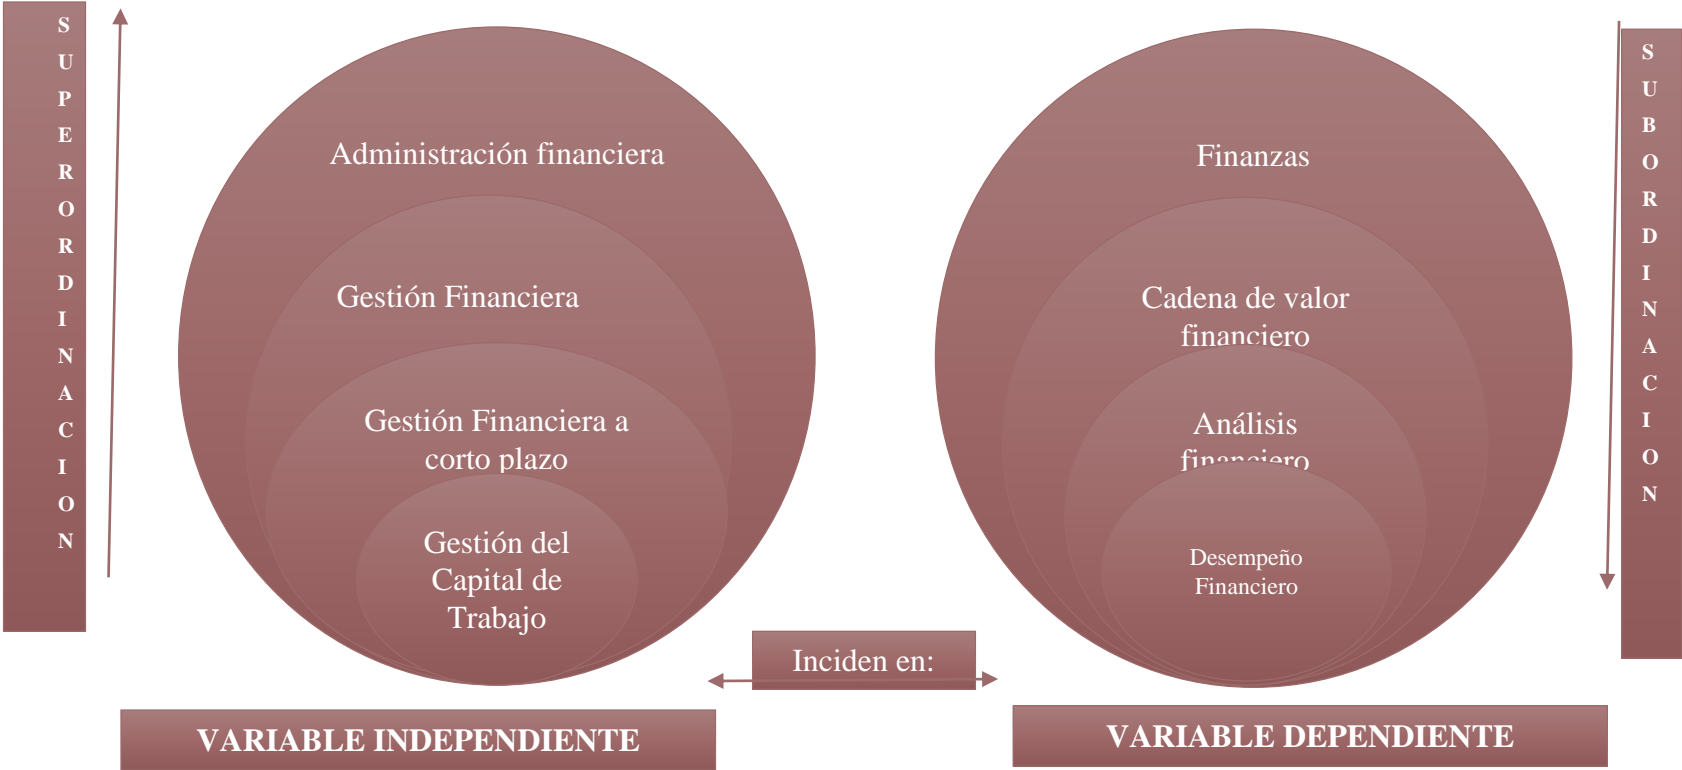 SUPERORDINACION
Administración financiera
Gestión Financiera
Gestión Financiera a
corto plazo
Gestión del
Capital de
Trabajo
VARIABLE INDEPENDIENTE
Inciden en:
Finanzas
Cadena de valor
financiero
Análisis
financiero
Desempeño
Financiero
VARIABLE DEPENDIENTE
SUBORDINACION